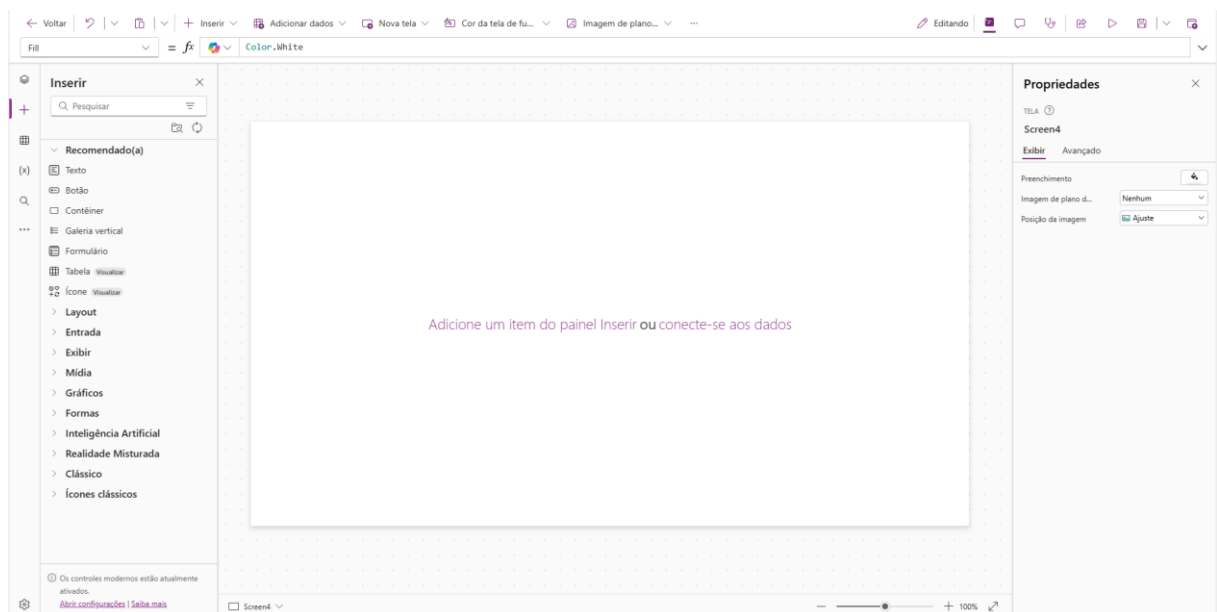 Voltar
Inserir
Adicionar dados
Nova tela
Cor da tela de fu...
Imagem de plano...
...
Editando
Fill
= fx
Color.White
Inserir
Pesquisar
Recomendado(a)
Texto
Botão
Contêiner
Galeria vertical
Formulário
Tabela Visualizar
Ícone Visualizar
Layout
Entrada
Exibir
Mídia
Gráficos
Formas
Inteligência Artificial
Realidade Misturada
Clássico
Ícones clássicos
Os controles modernos estão atualmente
ativados.
Abrir configurações | Saiba mais
Adicione um item do painel Inserir ou conecte-se aos dados
Screen4
100%
Propriedades
TELA
Screen4
Exibir Avançado
Preenchimento
Imagem de plano d... Nenhum
Posição da imagem Ajuste